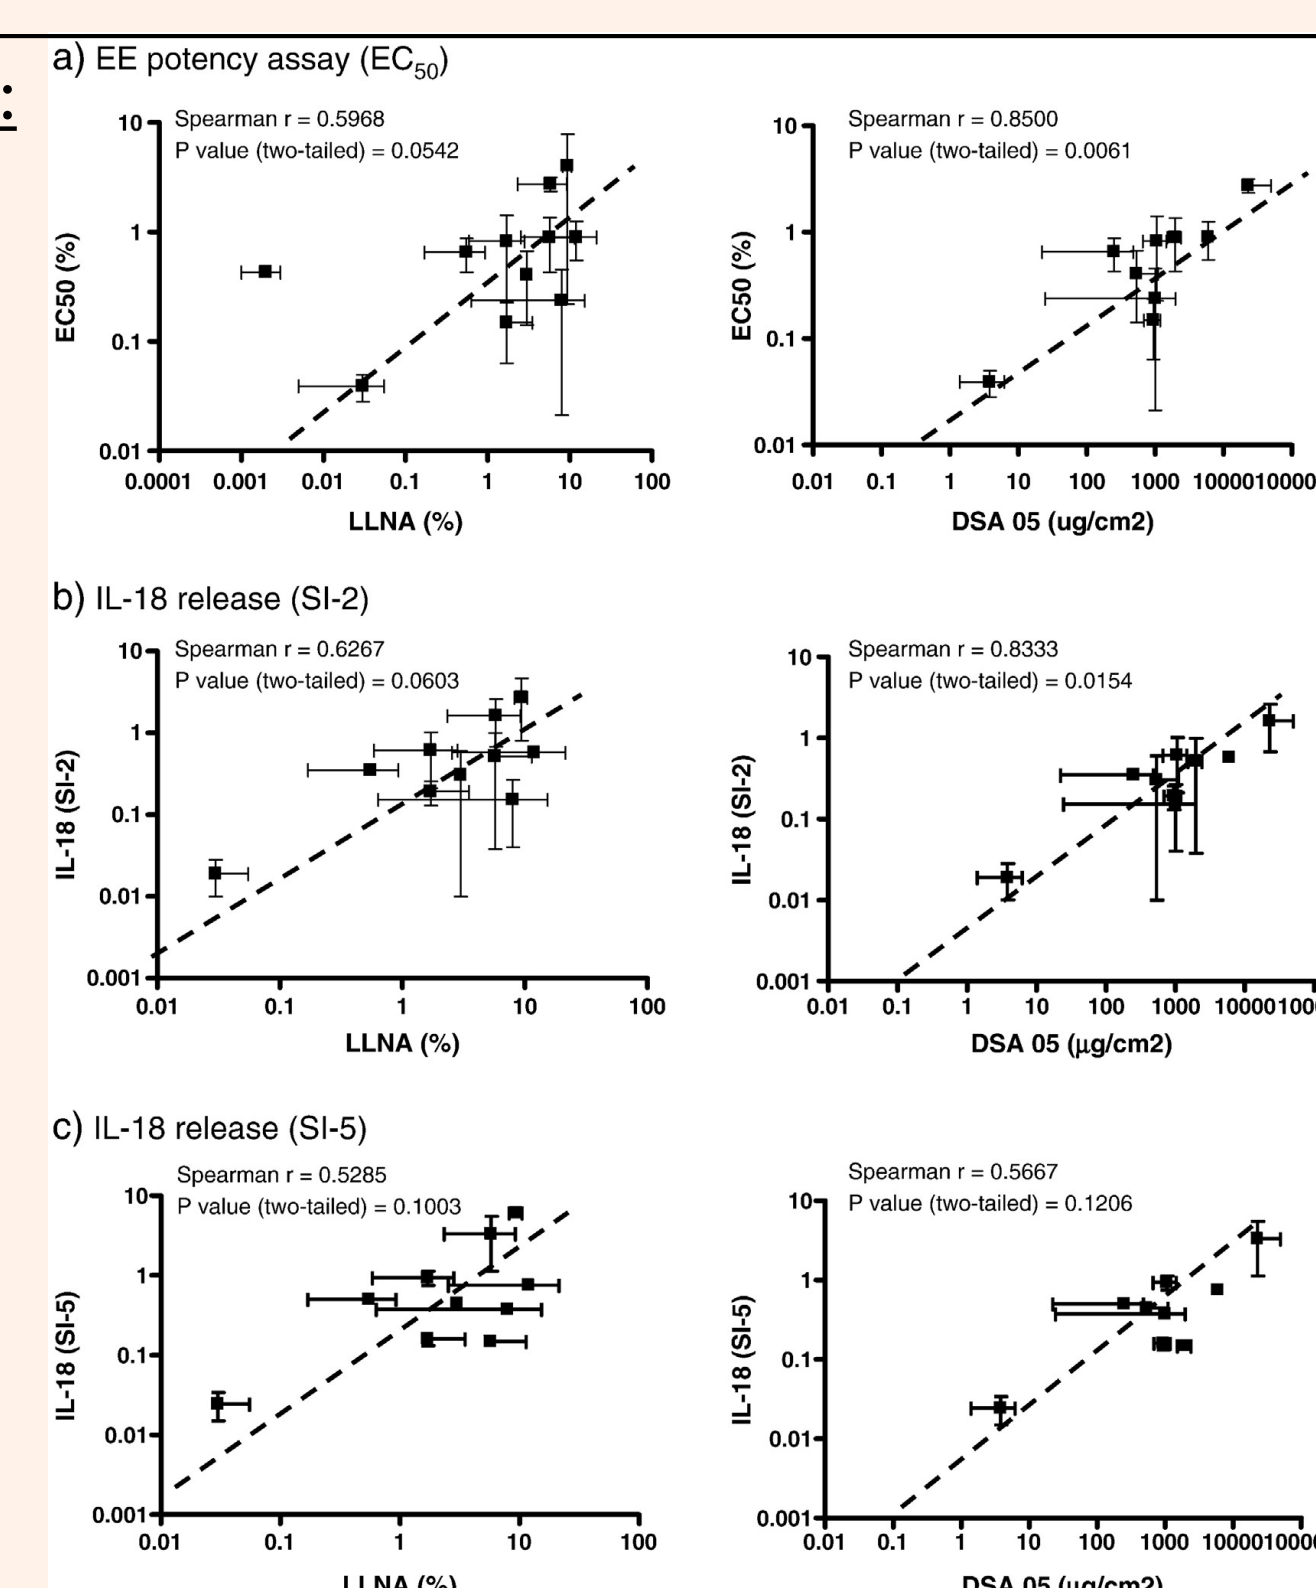 :
a) EE potency assay (EC50)
Spearman r = 0.5968
P value (two-tailed) = 0.0542
10
1
0.1
0.01
EC50 (%)
0.0001 0.001 0.01 0.1 1 10 100
LLNA (%)
Spearman r = 0.8500
P value (two-tailed) = 0.0061
10
1
0.1
0.01
EC50 (%)
0.01 0.1 1 10 100 1000 1000010000
DSA 05 (ug/cm2)
b) IL-18 release (SI-2)
Spearman r = 0.6267
P value (two-tailed) = 0.0603
10
1
0.1
0.01
0.001
IL-18 (SI-2)
0.01 0.1 1 10 100
LLNA (%)
Spearman r = 0.8333
P value (two-tailed) = 0.0154
10
1
0.1
0.01
0.001
IL-18 (SI-2)
0.01 0.1 1 10 100 1000 10000100
DSA 05 (µg/cm2)
c) IL-18 release (SI-5)
Spearman r = 0.5285
P value (two-tailed) = 0.1003
10
1
0.1
0.01
0.001
IL-18 (SI-5)
0.01 0.1 1 10 100
LLNA (%)
Spearman r = 0.5667
P value (two-tailed) = 0.1206
10
1
0.1
0.01
0.001
IL-18 (SI-5)
0.01 0.1 1 10 100 1000 1000010000
DSA 05 (µg/cm2)